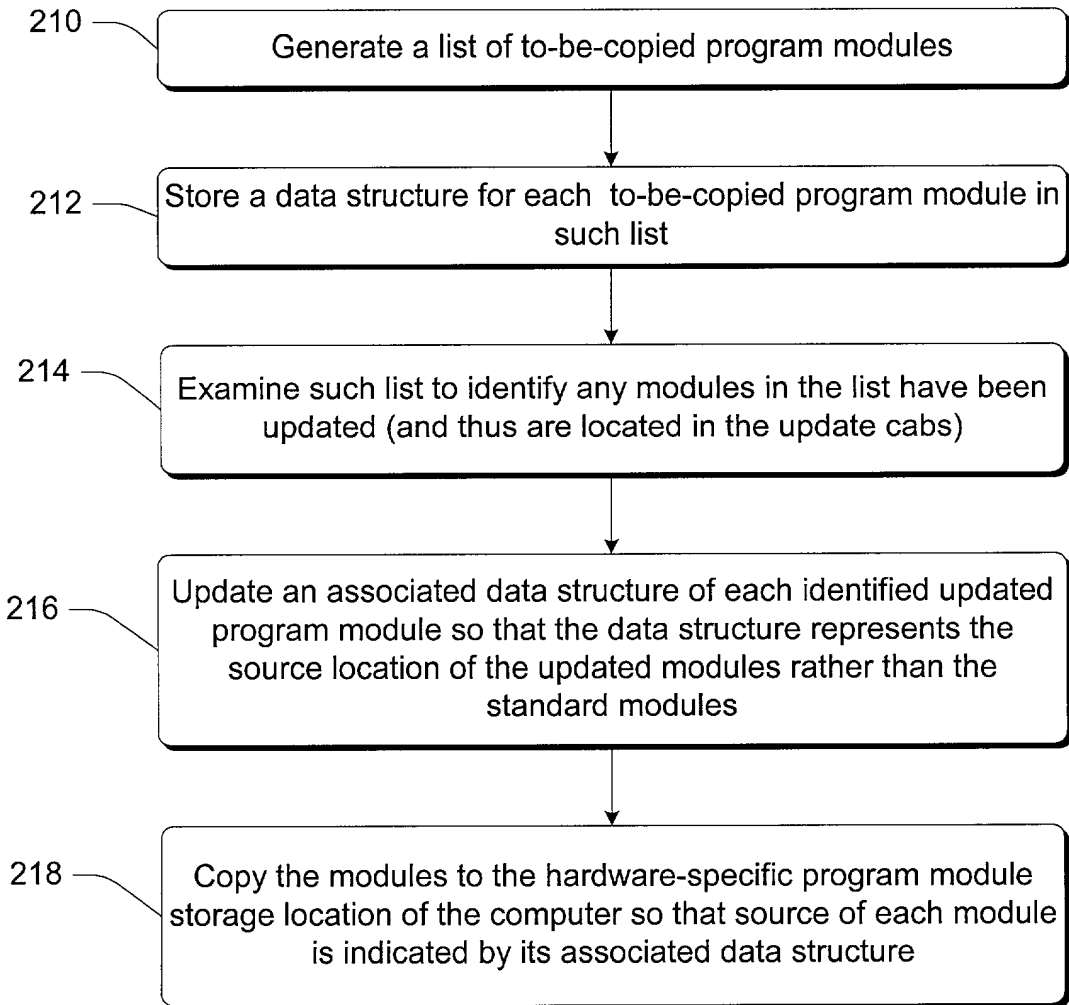 210
Generate a list of to-be-copied program modules
212
Store a data structure for each to-be-copied program module in
such list
214
Examine such list to identify any modules in the list have been
updated (and thus are located in the update cabs)
216
Update an associated data structure of each identified updated
program module so that the data structure represents the
source location of the updated modules rather than the
standard modules
218
Copy the modules to the hardware-specific program module
storage location of the computer so that source of each module
is indicated by its associated data structure